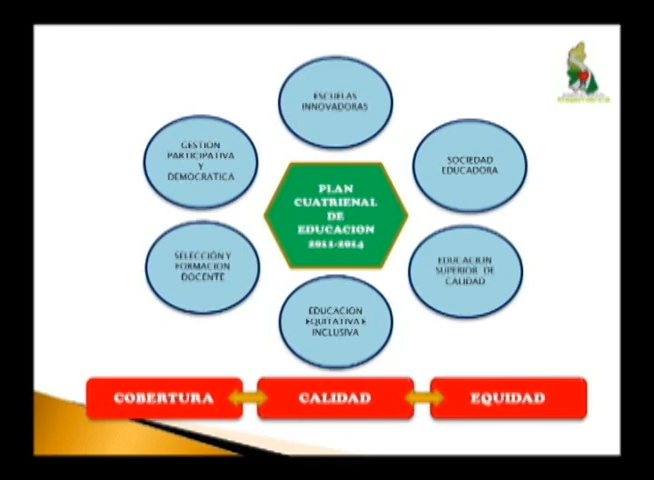 ESCUELAS
INNOVADORAS
GESTION
PARTICIPATIVA
Y
DEMOCRATICA
SOCIEDAD
EDUCADORA
PLAN
CUATRIENAL
DE
EDUCACION
2011-2014
SELECCIÓN Y
FORMACION
DOCENTE
EDUCACION
SUPERIOR DE
CALIDAD
EDUCACION
EQUITATIVA E
INCLUSIVA
COBERTURA
CALIDAD
EQUIDAD